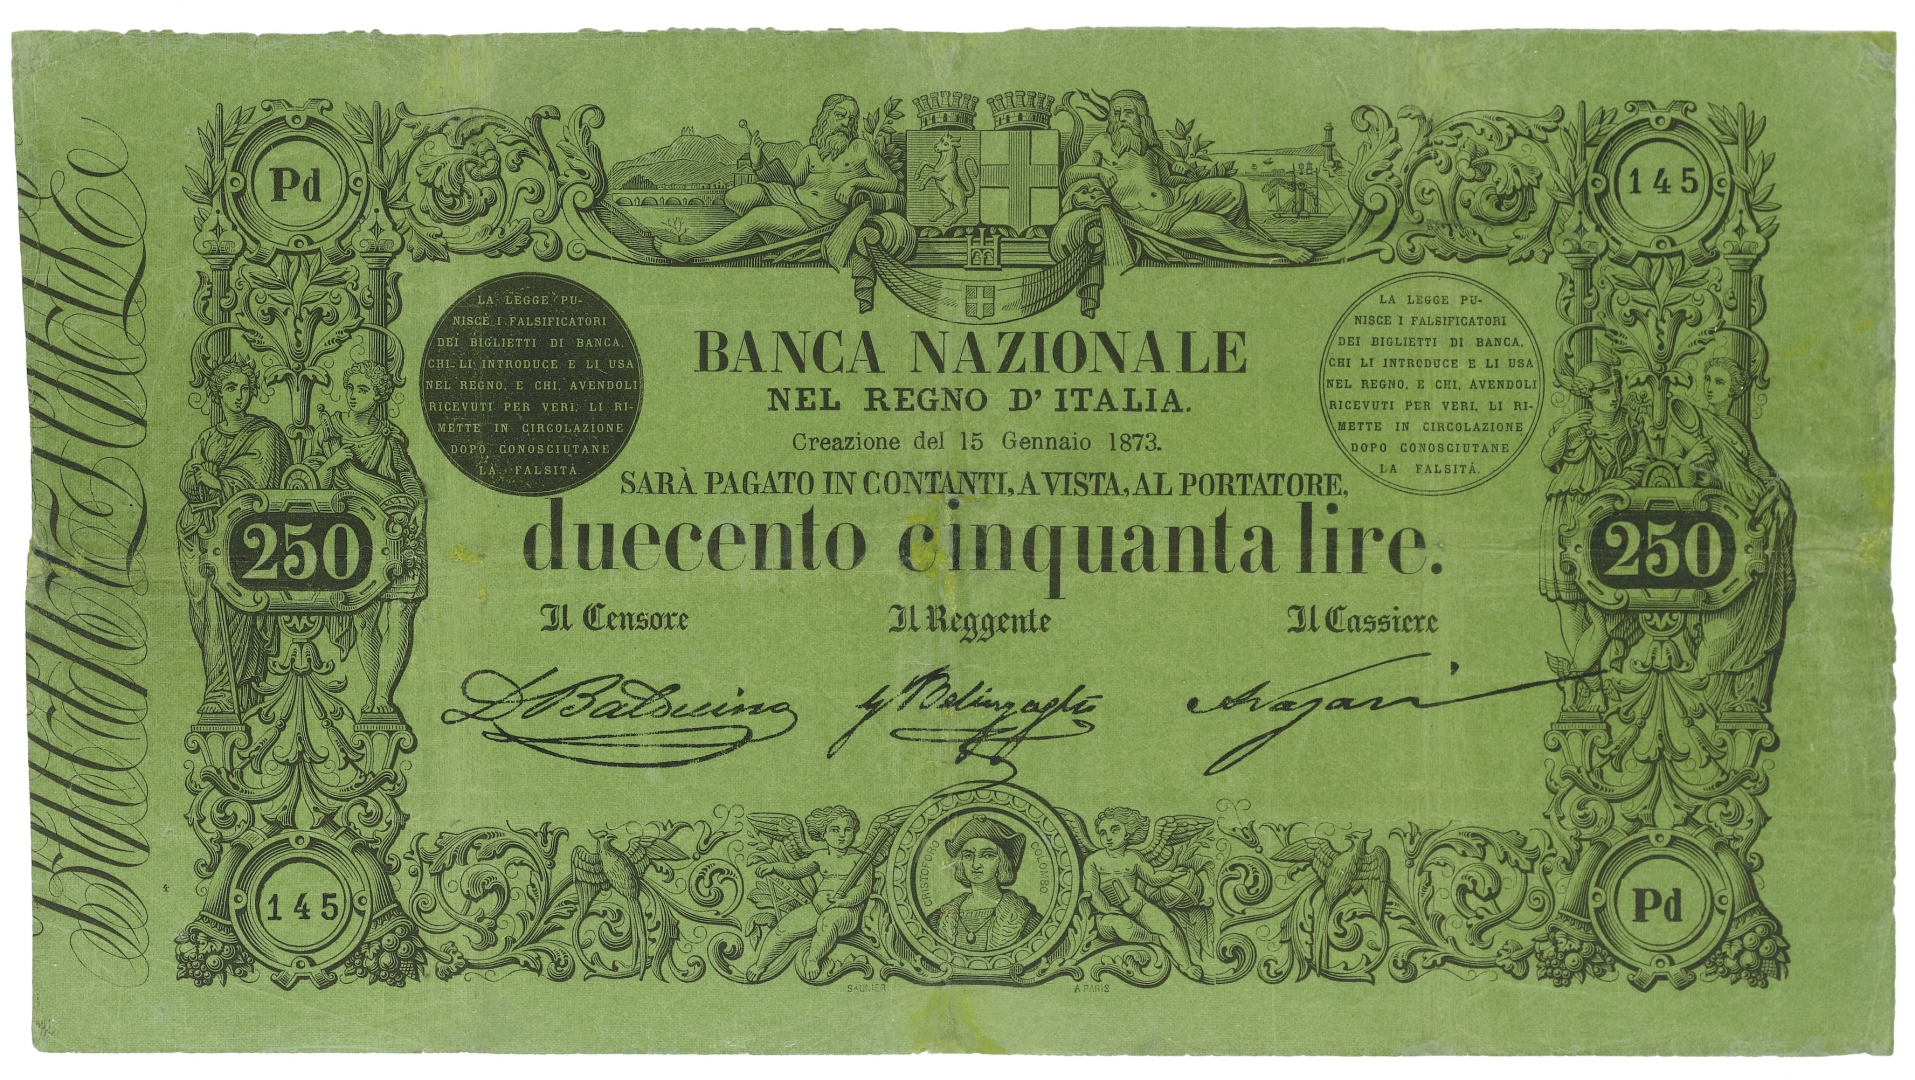 Pd
145
LA LEGGE PU-
NISCE I FALSIFICATORI
DEI BIGLIETTI DI BANCA,
CHI LI INTRODUCE E LI USA
NEL REGNO, E CHI, AVENDOLI
RICEVUTI PER VERI, LI RI-
METTE IN CIRCOLAZIONE
DOPO CONOSCIUTANE
LA FALSITÀ
LA LEGGE PU-
NISCE I FALSIFICATORI
DEI BIGLIETTI DI BANCA,
CHI LI INTRODUCE E LI USA
NEL REGNO, E CHI, AVENDOLI
RICEVUTI PER VERI, LI RI-
METTE IN CIRCOLAZIONE
DOPO CONOSCIUTANE
LA FALSITÀ.
BANCA NAZIONALE
NEL REGNO D'ITALIA.
Creazione del 15 Gennaio 1873.
SARÀ PAGATO IN CONTANTI, A VISTA, AL PORTATORE,
250
duecento cinquanta lire.
250
Il Censore
Il Reggente
Il Cassiere
D Balduino
4
145
CRISTOFORO COLOMBO
Pd
SAUNIER
A PARIS